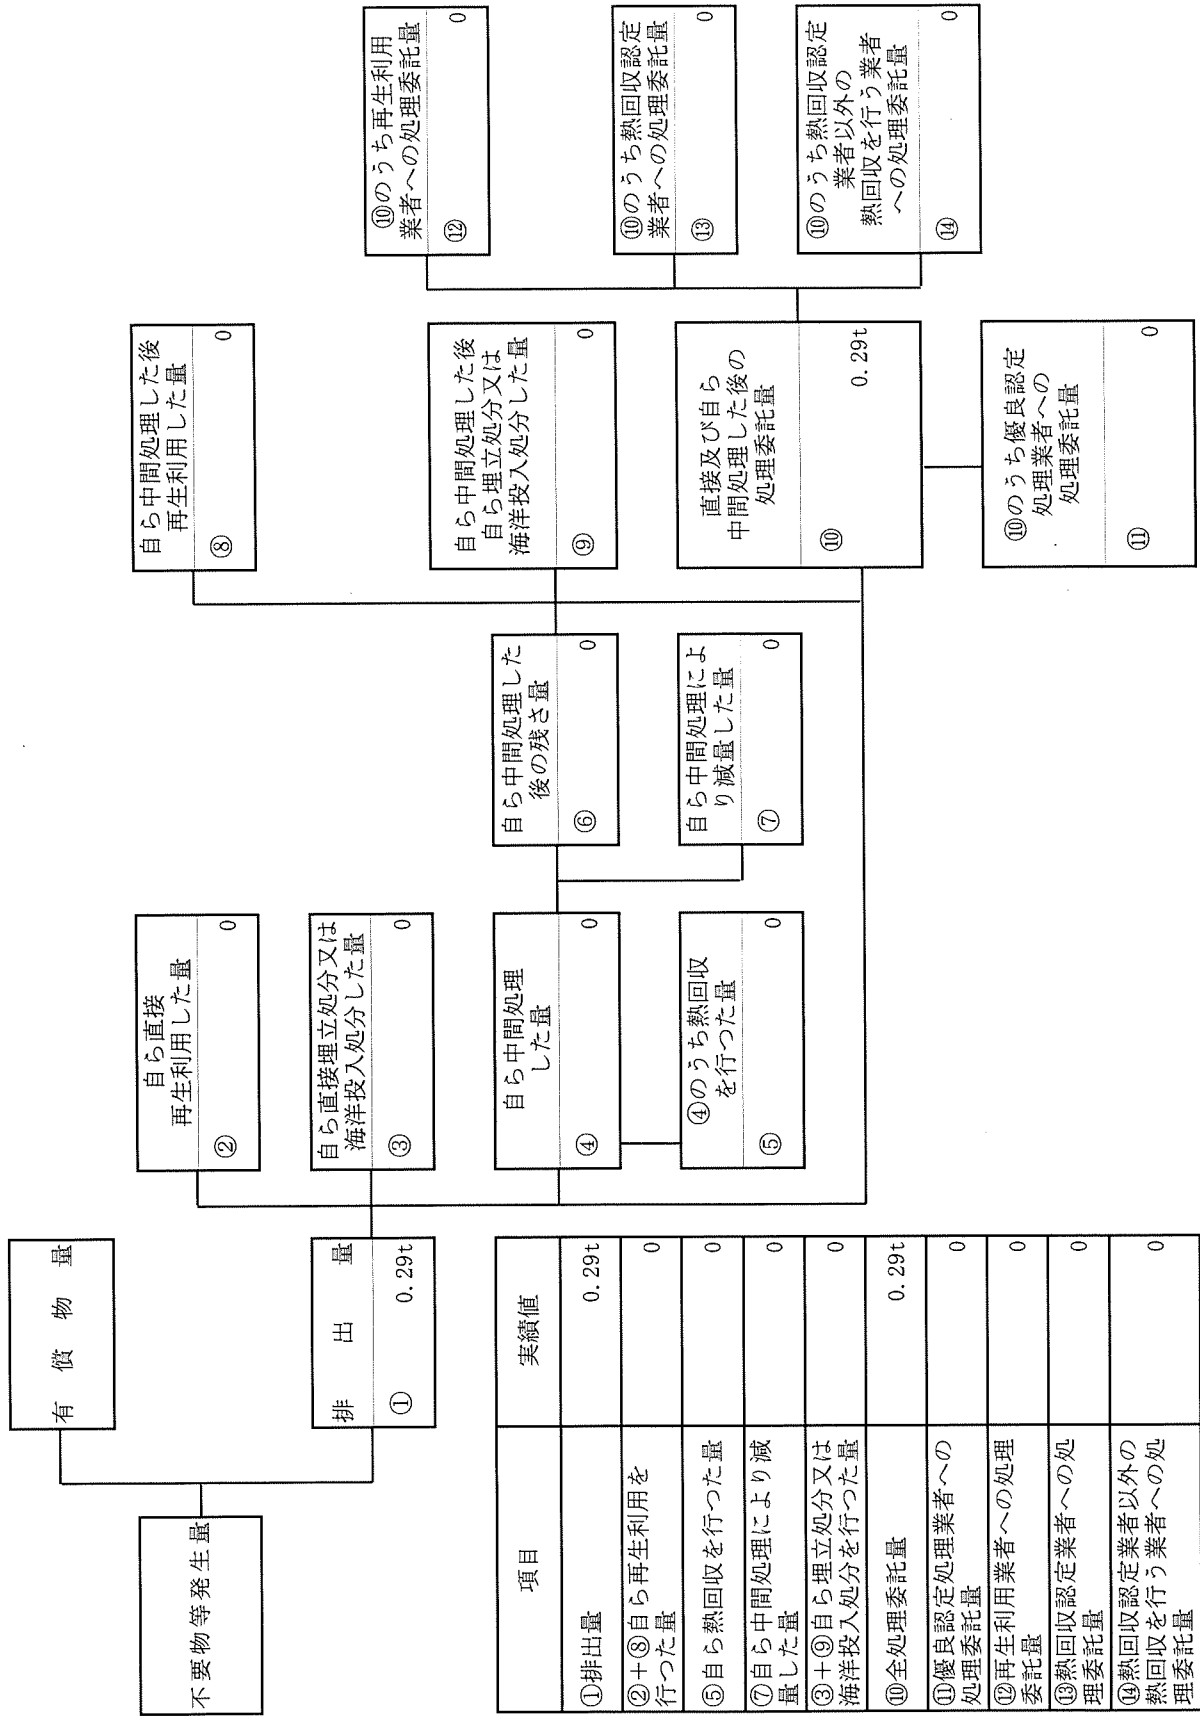 不要物等発生量
有償物量
排出量
① 0.29t
自ら直接
再生利用した量
② 0
自ら直接埋立処分又は
海洋投入処分した量
③ 0
自ら中間処理
した量
④ 0
④のうち熱回収
を行つた量
⑤ 0
自ら中間処理した
後の残さ量
⑥ 0
自ら中間処理によ
り減量した量
⑦ 0
自ら中間処理した後
再生利用した量
⑧ 0
自ら中間処理した後
自ら埋立処分又は
海洋投入処分した量
⑨ 0
直接及び自ら
中間処理した後の
処理委託量
⑩ 0.29t
⑩のうち優良認定
処理業者への
処理委託量
⑪ 0
⑩のうち再生利用
業者への処理委託量
⑫ 0
⑩のうち熱回収認定
業者への処理委託量
⑬ 0
⑩のうち熱回収認定
業者以外の
熱回収を行う業者
への処理委託量
⑭ 0
項目 実績値
①排出量 0.29t
②+⑧自ら再生利用を
行つた量 0
⑤自ら熱回収を行つた量 0
⑦自ら中間処理により減
量した量 0
③+⑨自ら埋立処分又は
海洋投入処分を行つた量 0
⑩全処理委託量 0.29t
⑪優良認定処理業者への
処理委託量 0
⑫再生利用業者への処理
委託量 0
⑬熱回収認定業者への処
理委託量 0
⑭熱回収認定業者以外の
熱回収を行う業者への処
理委託量 0